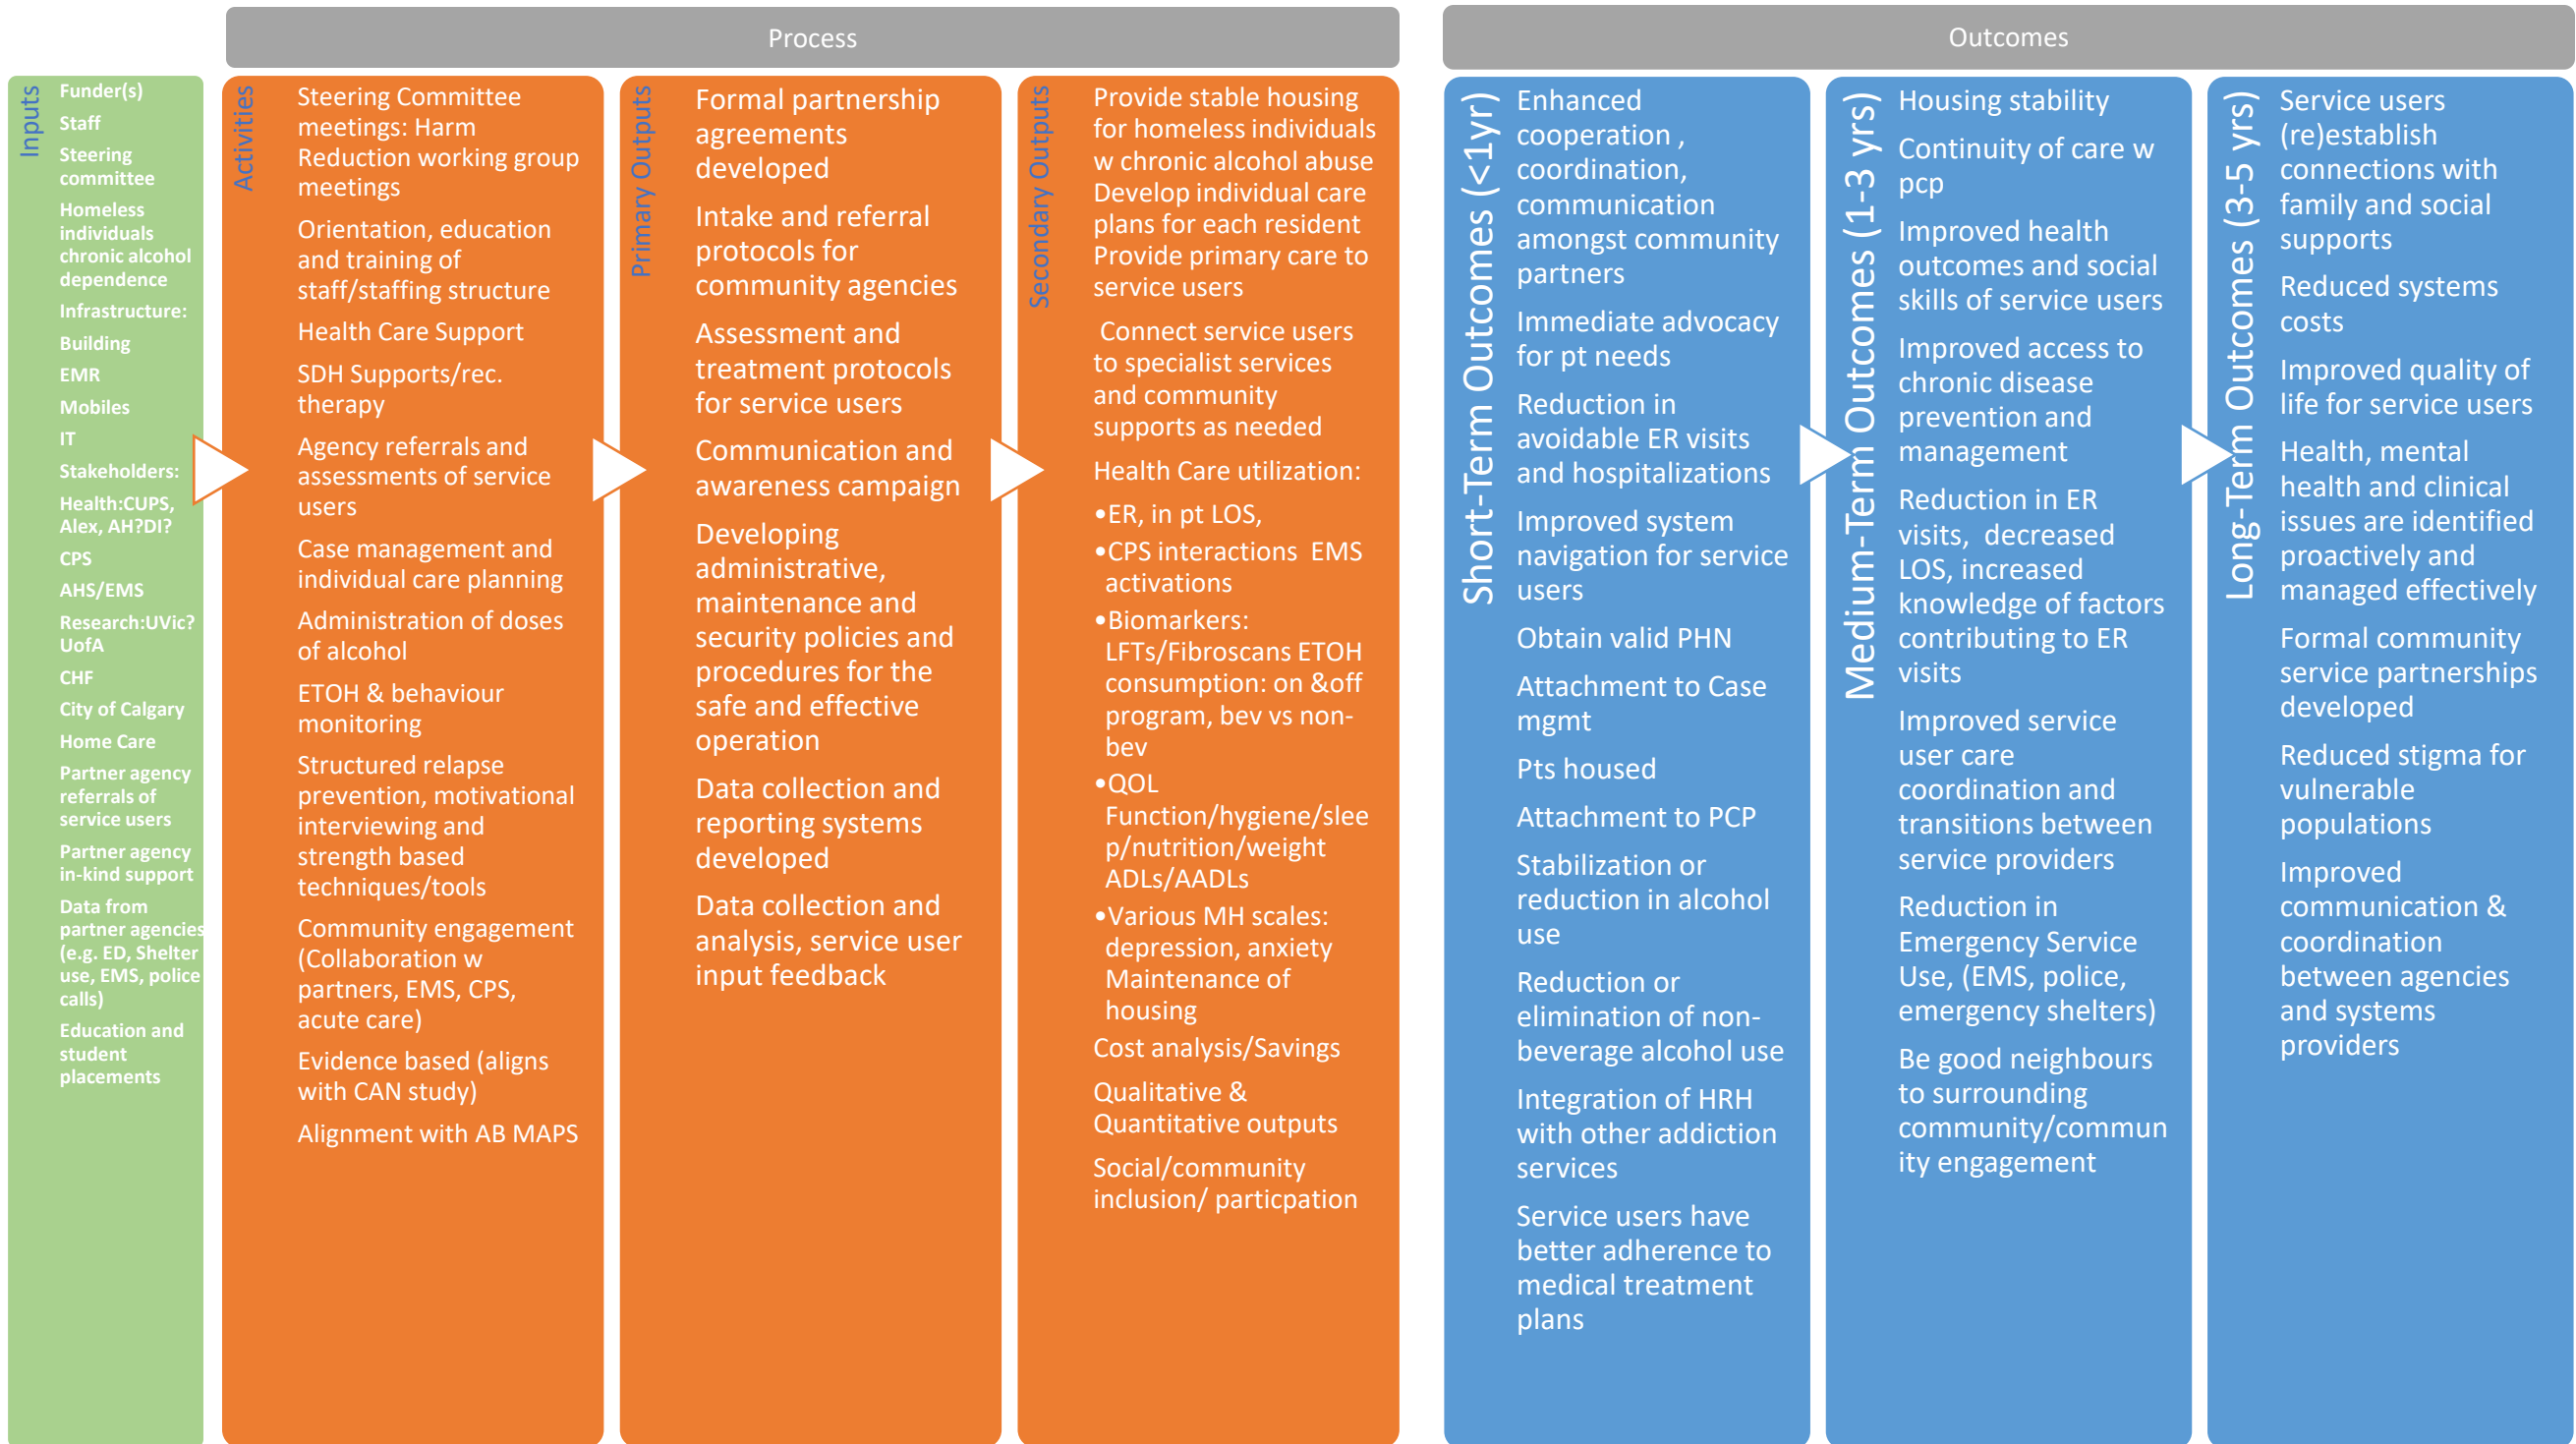 Process
Outcomes
Inputs
Funder(s)
Staff
Steering
committee
Homeless
individuals
chronic alcohol
dependence
Infrastructure:
Building
EMR
Mobiles
IT
Stakeholders:
Health:CUPS,
Alex, AH?DI?
CPS
AHS/EMS
Research:UVic?
UofA
CHF
City of Calgary
Home Care
Partner agency
referrals of
service users
Partner agency
in-kind support
Data from
partner agencies
(e.g. ED, Shelter
use, EMS, police
calls)
Education and
student
placements
Activities
Steering Committee
meetings: Harm
Reduction working group
meetings
Orientation, education
and training of
staff/staffing structure
Health Care Support
SDH Supports/rec.
therapy
Agency referrals and
assessments of service
users
Case management and
individual care planning
Administration of doses
of alcohol
ETOH & behaviour
monitoring
Structured relapse
prevention, motivational
interviewing and
strength based
techniques/tools
Community engagement
(Collaboration w
partners, EMS, CPS,
acute care)
Evidence based (aligns
with CAN study)
Alignment with AB MAPS
Primary Outputs
Formal partnership
agreements
developed
Intake and referral
protocols for
community agencies
Assessment and
treatment protocols
for service users
Communication and
awareness campaign
Developing
administrative,
maintenance and
security policies and
procedures for the
safe and effective
operation
Data collection and
reporting systems
developed
Data collection and
analysis, service user
input feedback
Secondary Outputs
Provide stable housing
for homeless individuals
w chronic alcohol abuse
Develop individual care
plans for each resident
Provide primary care to
service users
Connect service users
to specialist services
and community
supports as needed
Health Care utilization:
•ER, in pt LOS,
•CPS interactions EMS
activations
•Biomarkers:
LFTs/Fibroscans ETOH
consumption: on &off
program, bev vs non-
bev
•QOL
Function/hygiene/slee
p/nutrition/weight
ADLs/AADLs
•Various MH scales:
depression, anxiety
Maintenance of
housing
Cost analysis/Savings
Qualitative &
Quantitative outputs
Social/community
inclusion/ particpation
Short-Term Outcomes (<1yr)
Enhanced
cooperation ,
coordination,
communication
amongst community
partners
Immediate advocacy
for pt needs
Reduction in
avoidable ER visits
and hospitalizations
Improved system
navigation for service
users
Obtain valid PHN
Attachment to Case
mgmt
Pts housed
Attachment to PCP
Stabilization or
reduction in alcohol
use
Reduction or
elimination of non-
beverage alcohol use
Integration of HRH
with other addiction
services
Service users have
better adherence to
medical treatment
plans
Medium-Term Outcomes (1-3 yrs)
Housing stability
Continuity of care w
pcp
Improved health
outcomes and social
skills of service users
Improved access to
chronic disease
prevention and
management
Reduction in ER
visits, decreased
LOS, increased
knowledge of factors
contributing to ER
visits
Improved service
user care
coordination and
transitions between
service providers
Reduction in
Emergency Service
Use, (EMS, police,
emergency shelters)
Be good neighbours
to surrounding
community/commun
ity engagement
Long-Term Outcomes (3-5 yrs)
Service users
(re)establish
connections with
family and social
supports
Reduced systems
costs
Improved quality of
life for service users
Health, mental
health and clinical
issues are identified
proactively and
managed effectively
Formal community
service partnerships
developed
Reduced stigma for
vulnerable
populations
Improved
communication &
coordination
between agencies
and systems
providers